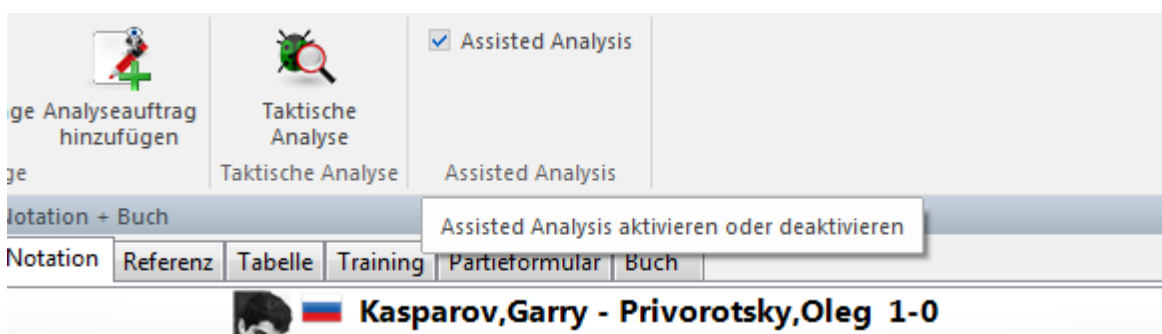 Assisted Analysis
Analyseauftrag
hinzufügen
Taktische
Analyse
Taktische Analyse
Assisted Analysis
Notation + Buch
Assisted Analysis aktivieren oder deaktivieren
Notation Referenz Tabelle Training Partieformular Buch
Kasparov,Garry - Privorotsky,Oleg 1-0